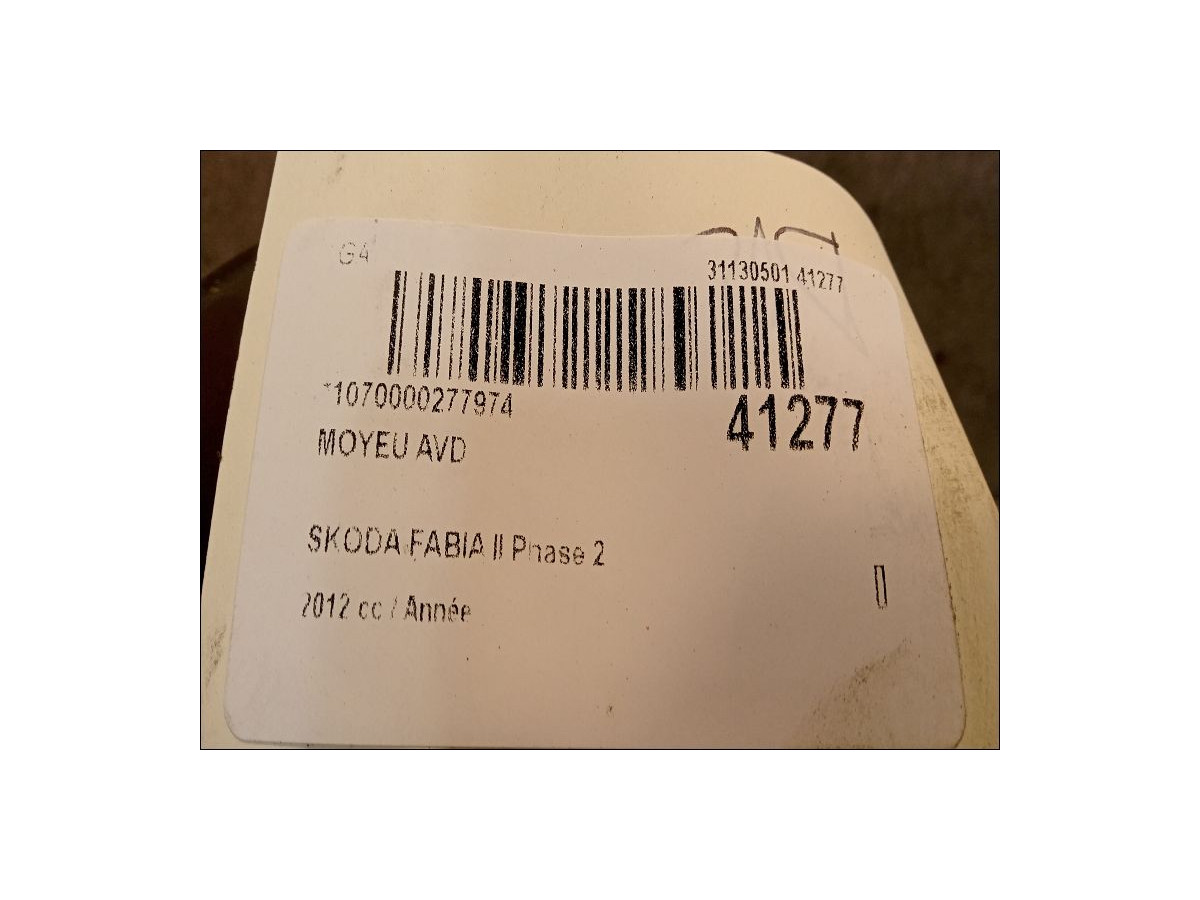 G4
31130501 41277
*1070000277974
41277
MOYEU AVD
SKODA FABIA II Phase 2
2012 cc / Année